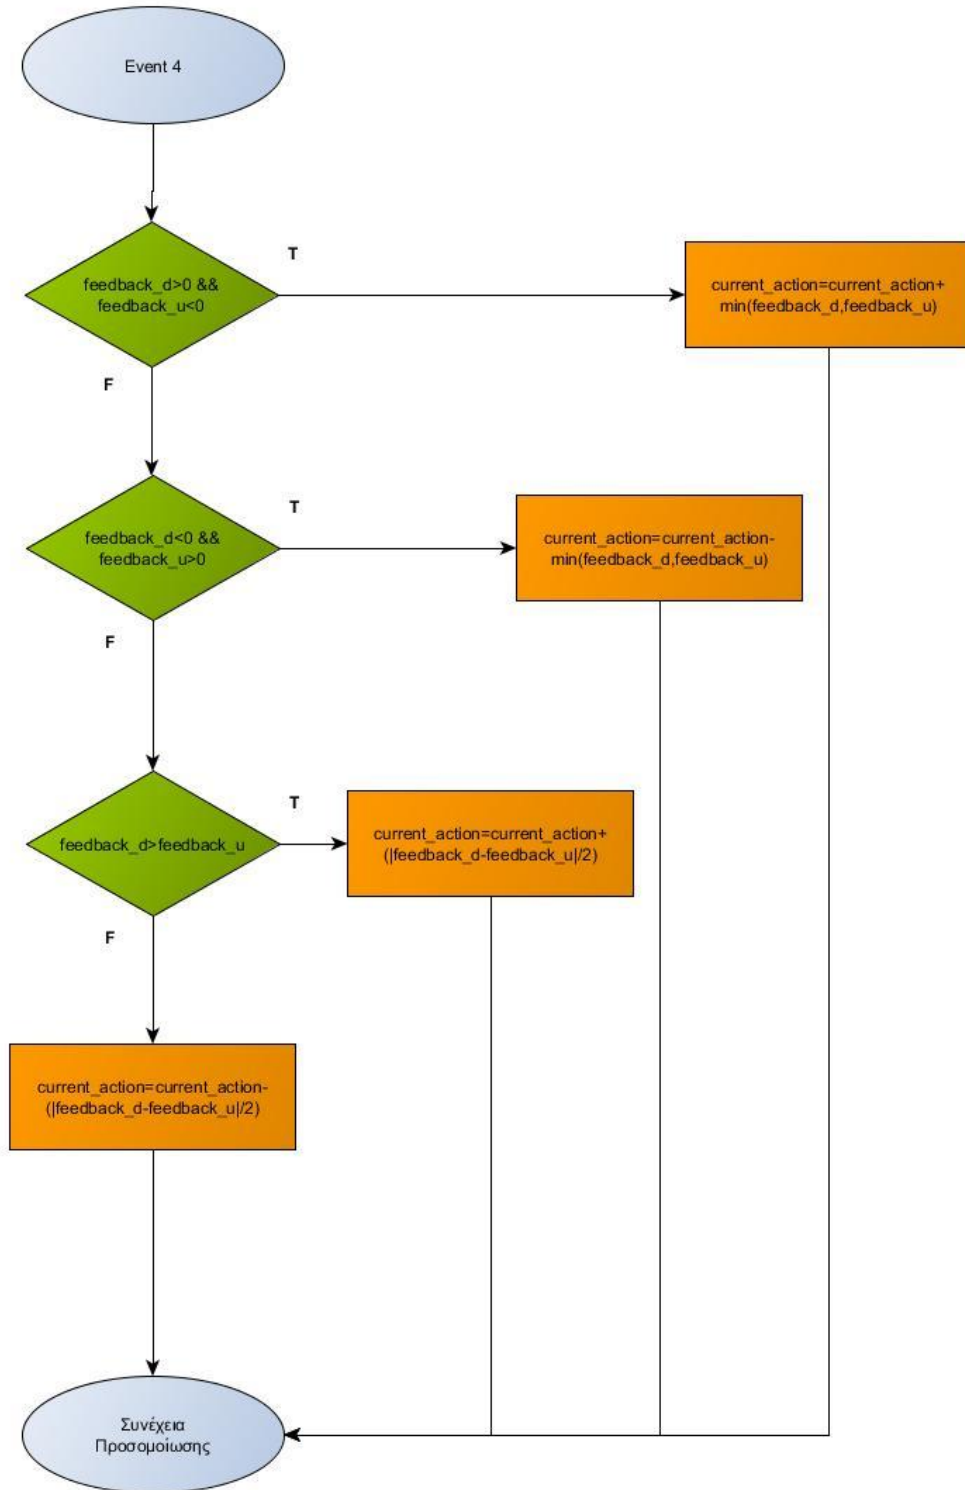 Event 4
feedback_d>0 &&
feedback_u<0
T
current_action=current_action+
min(feedback_d,feedback_u)
F
feedback_d<0 &&
feedback_u>0
T
current_action=current_action-
min(feedback_d,feedback_u)
F
feedback_d>feedback_u
T
current_action=current_action+
(|feedback_d-feedback_u|/2)
F
current_action=current_action-
(|feedback_d-feedback_u|/2)
Συνέχεια
Προσομοίωσης